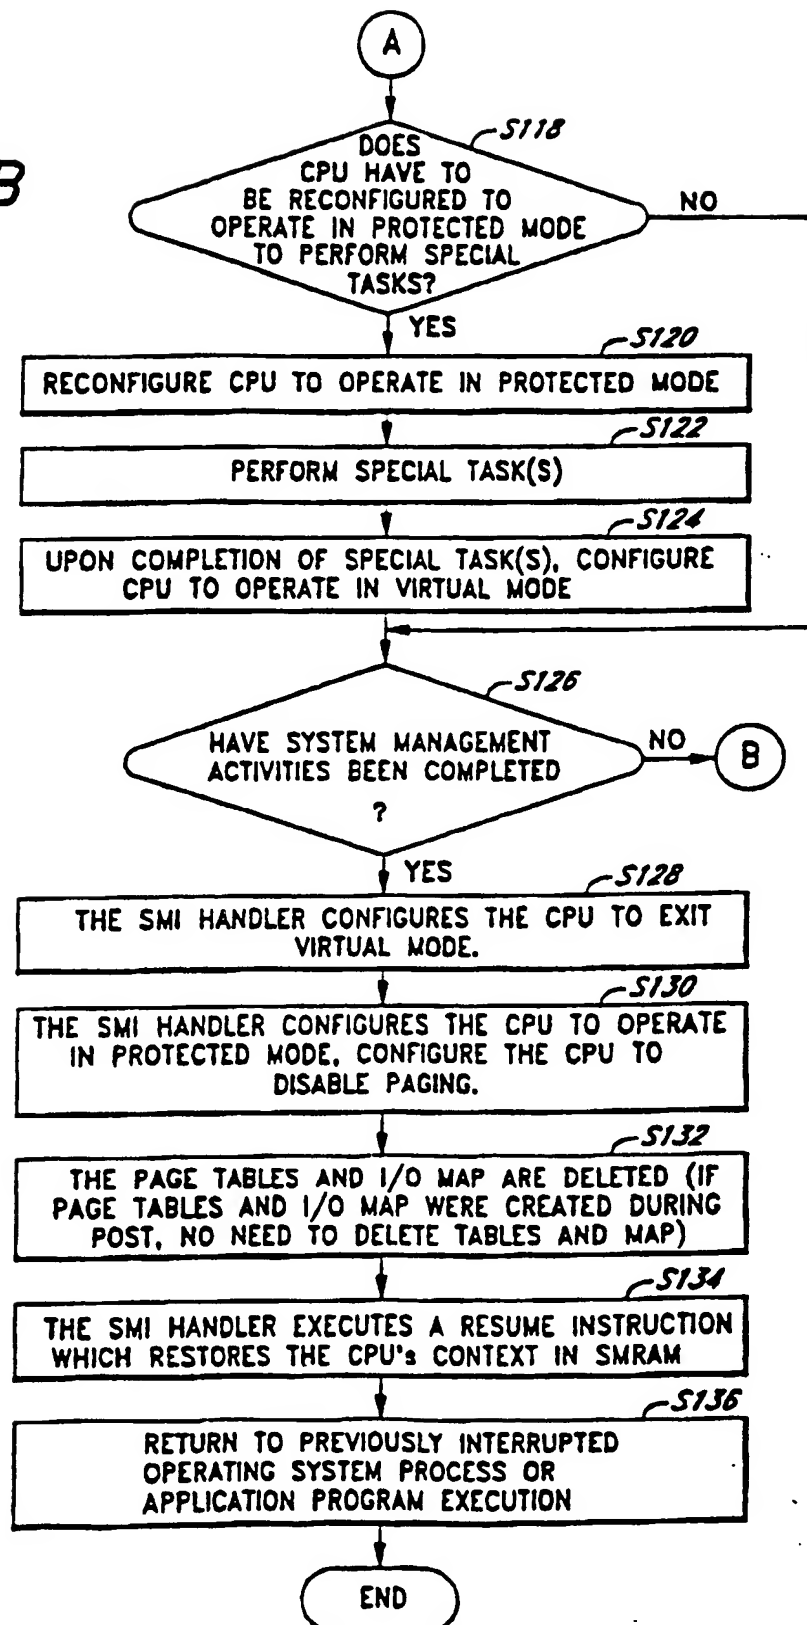 A
S118
DOES
CPU HAVE TO
BE RECONFIGURED TO
OPERATE IN PROTECTED MODE
TO PERFORM SPECIAL
TASKS?
NO
B
YES
S120
RECONFIGURE CPU TO OPERATE IN PROTECTED MODE
S122
PERFORM SPECIAL TASK(S)
S124
UPON COMPLETION OF SPECIAL TASK(S), CONFIGURE
CPU TO OPERATE IN VIRTUAL MODE
S126
HAVE SYSTEM MANAGEMENT
ACTIVITIES BEEN COMPLETED
?
NO
B
YES
S128
THE SMI HANDLER CONFIGURES THE CPU TO EXIT
VIRTUAL MODE.
S130
THE SMI HANDLER CONFIGURES THE CPU TO OPERATE
IN PROTECTED MODE, CONFIGURE THE CPU TO
DISABLE PAGING.
S132
THE PAGE TABLES AND I/O MAP ARE DELETED (IF
PAGE TABLES AND I/O MAP WERE CREATED DURING
POST, NO NEED TO DELETE TABLES AND MAP)
S134
THE SMI HANDLER EXECUTES A RESUME INSTRUCTION
WHICH RESTORES THE CPU's CONTEXT IN SMRAM
S136
RETURN TO PREVIOUSLY INTERRUPTED
OPERATING SYSTEM PROCESS OR
APPLICATION PROGRAM EXECUTION
END